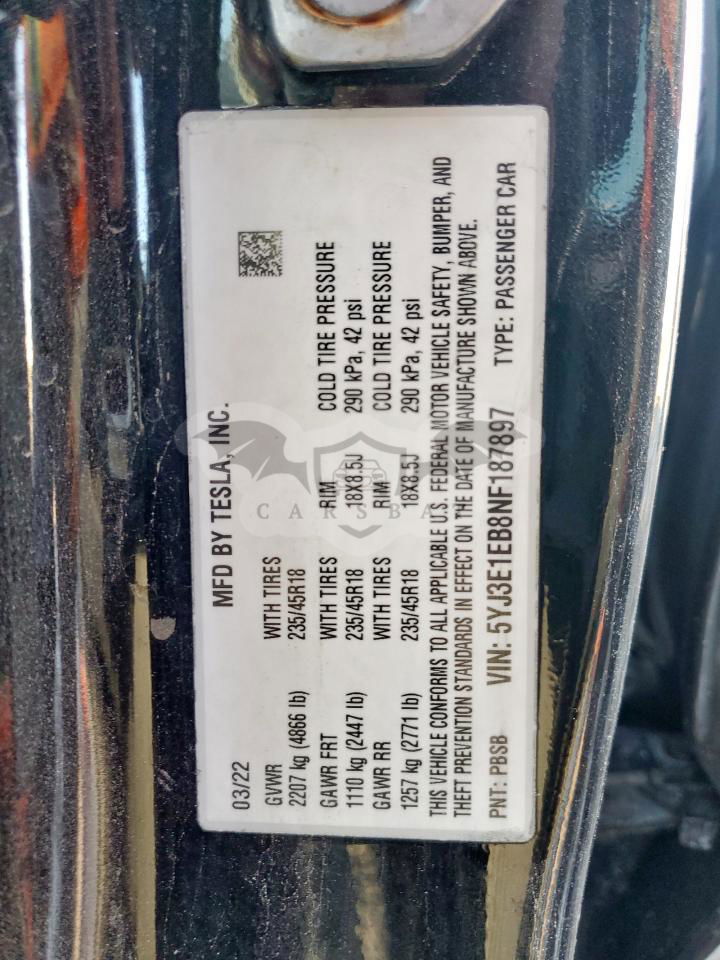 MFD BY TESLA, INC.
03/22
GVWR WITH TIRES
2207 kg (4866 lb) 235/45R18
GAWR FRT WITH TIRES RIM COLD TIRE PRESSURE
1110 kg (2447 lb) 235/45R18 18X8.5J 290 kPa, 42 psi
GAWR RR WITH TIRES RIM COLD TIRE PRESSURE
1257 kg (2771 lb) 235/45R18 18X8.5J 290 kPa, 42 psi
THIS VEHICLE CONFORMS TO ALL APPLICABLE U.S. FEDERAL MOTOR VEHICLE SAFETY, BUMPER, AND
THEFT PREVENTION STANDARDS IN EFFECT ON THE DATE OF MANUFACTURE SHOWN ABOVE.
PNT: PBSB VIN: 5YJ3E1EB8NF187897 TYPE: PASSENGER CAR